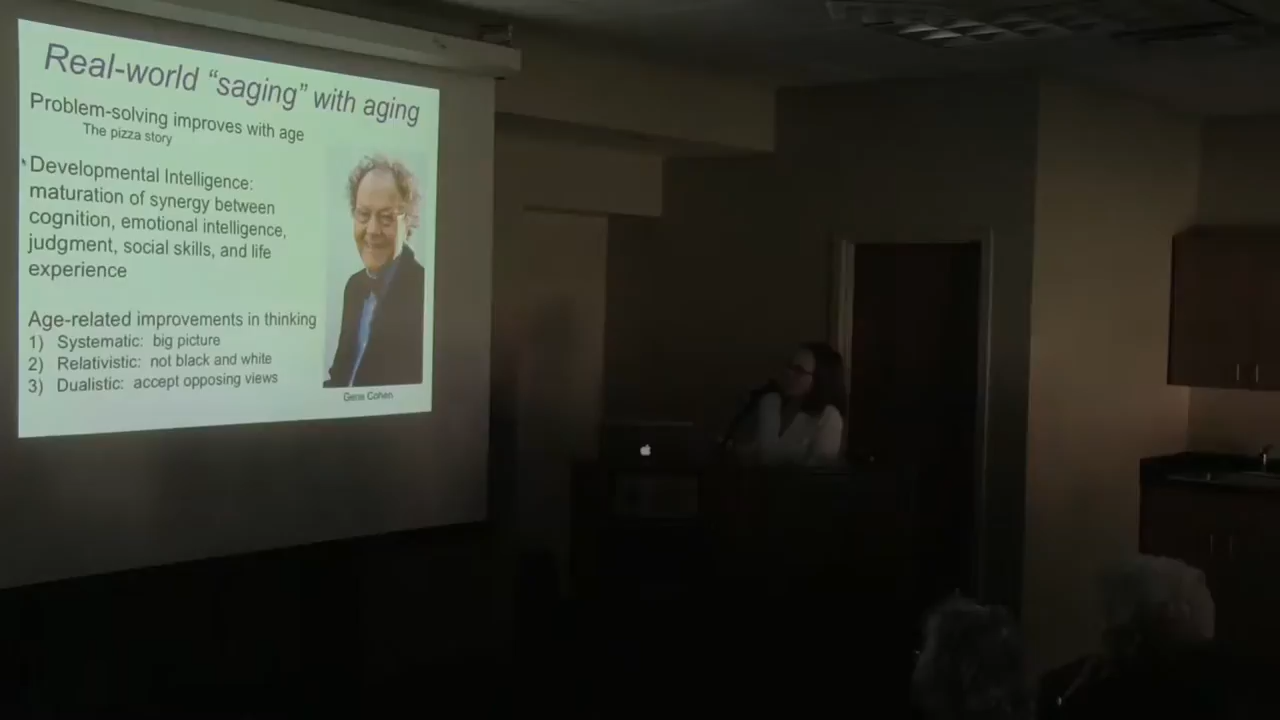 Real-world “saging” with aging
Problem-solving improves with age
The pizza story
Developmental Intelligence:
maturation of synergy between
cognition, emotional intelligence,
judgment, social skills, and life
experience
Age-related improvements in thinking
1) Systematic: big picture
2) Relativistic: not black and white
3) Dualistic: accept opposing views
Gene Cohen